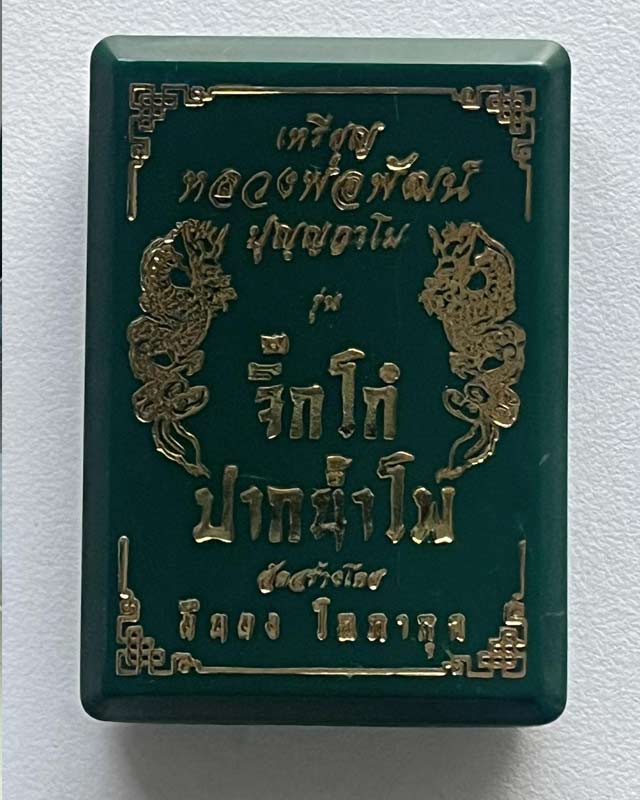 เหรียญ
หลวงพ่อพัฒน์
ปุญญกาโม
รุ่น
จิ๊กโก๋
ปากน้ำโพ
จัดสร้างโดย